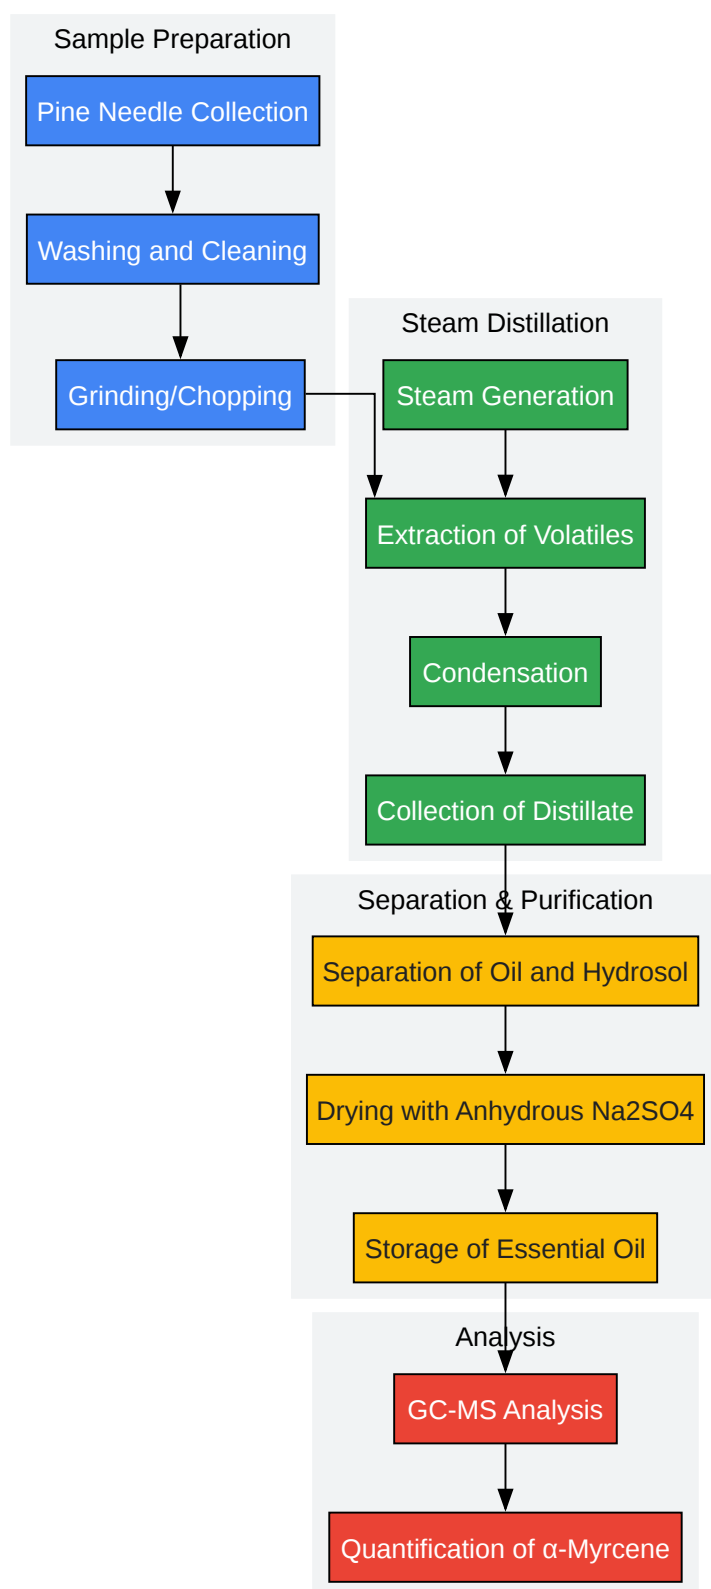 Sample Preparation
Pine Needle Collection
Washing and Cleaning
Grinding/Chopping
Steam Distillation
Steam Generation
Extraction of Volatiles
Condensation
Collection of Distillate
Separation & Purification
Separation of Oil and Hydrosol
Drying with Anhydrous Na2SO4
Storage of Essential Oil
Analysis
GC-MS Analysis
Quantification of α-Myrcene